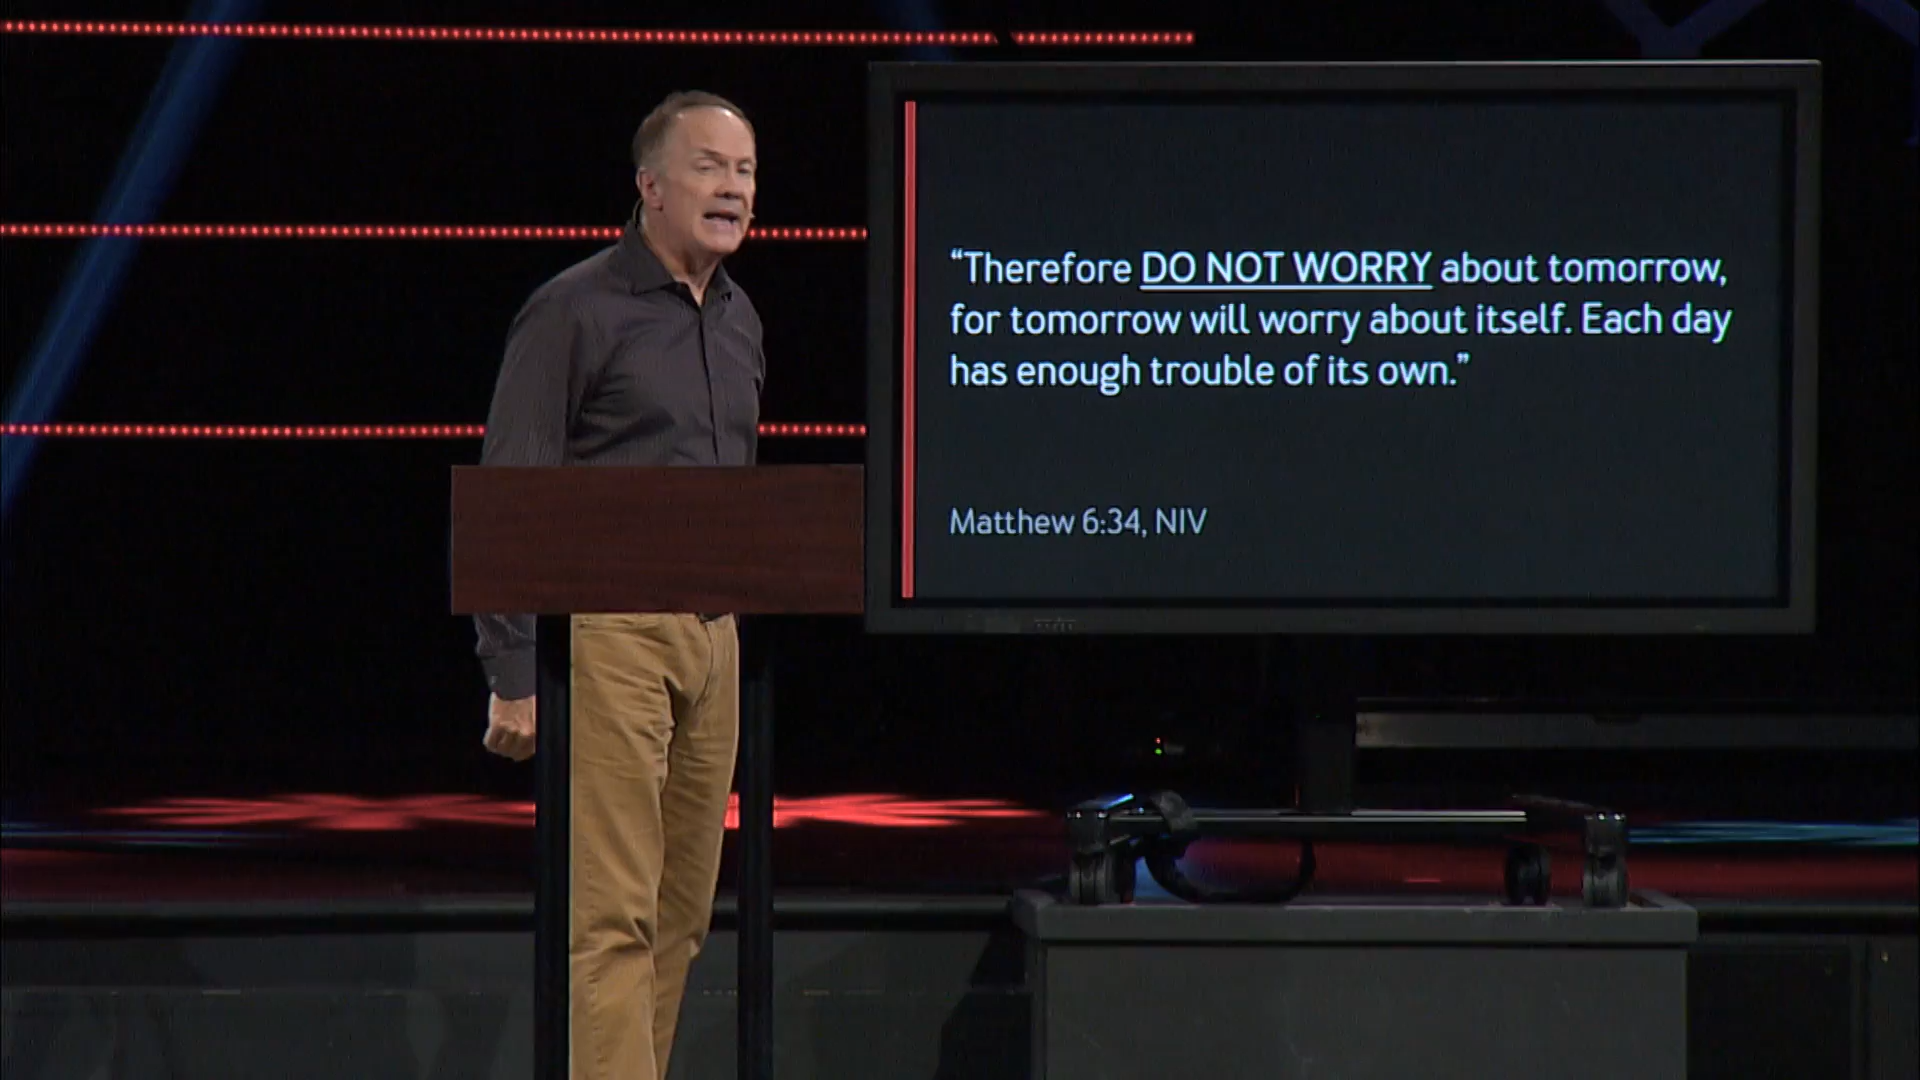 “Therefore DO NOT WORRY about tomorrow,
for tomorrow will worry about itself. Each day
has enough trouble of its own.”
Matthew 6:34, NIV